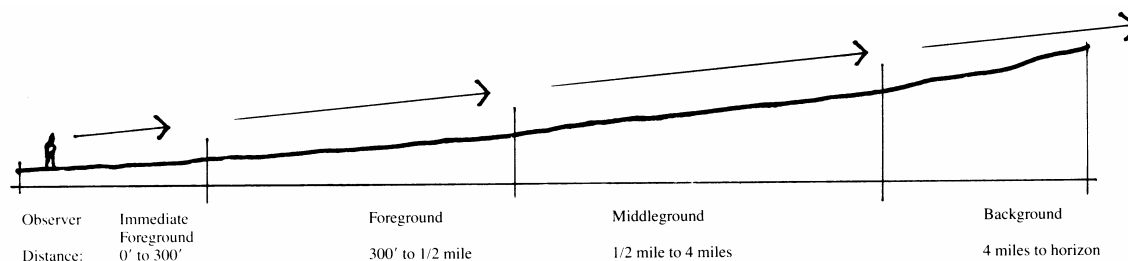 Observer Immediate Foreground Middleground Background
Foreground
Distance: 0' to 300' 300' to 1/2 mile 1/2 mile to 4 miles 4 miles to horizon